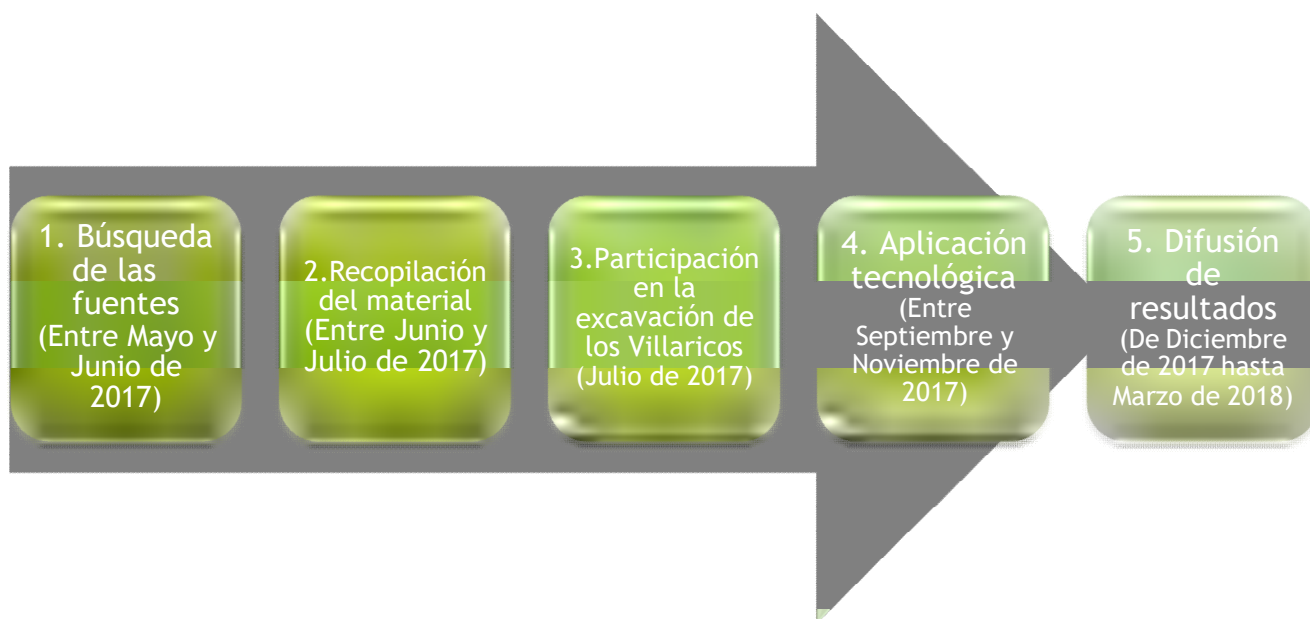 1. Búsqueda
de las
fuentes
(Entre Mayo y
Junio de
2017)
2.Recopilación
del material
(Entre Junio y
Julio de 2017)
3.Participación
en la
excavación de
los Villaricos
(Julio de 2017)
4. Aplicación
tecnológica
(Entre
Septiembre y
Noviembre de
2017)
5. Difusión
de
resultados
(De Diciembre
de 2017 hasta
Marzo de 2018)